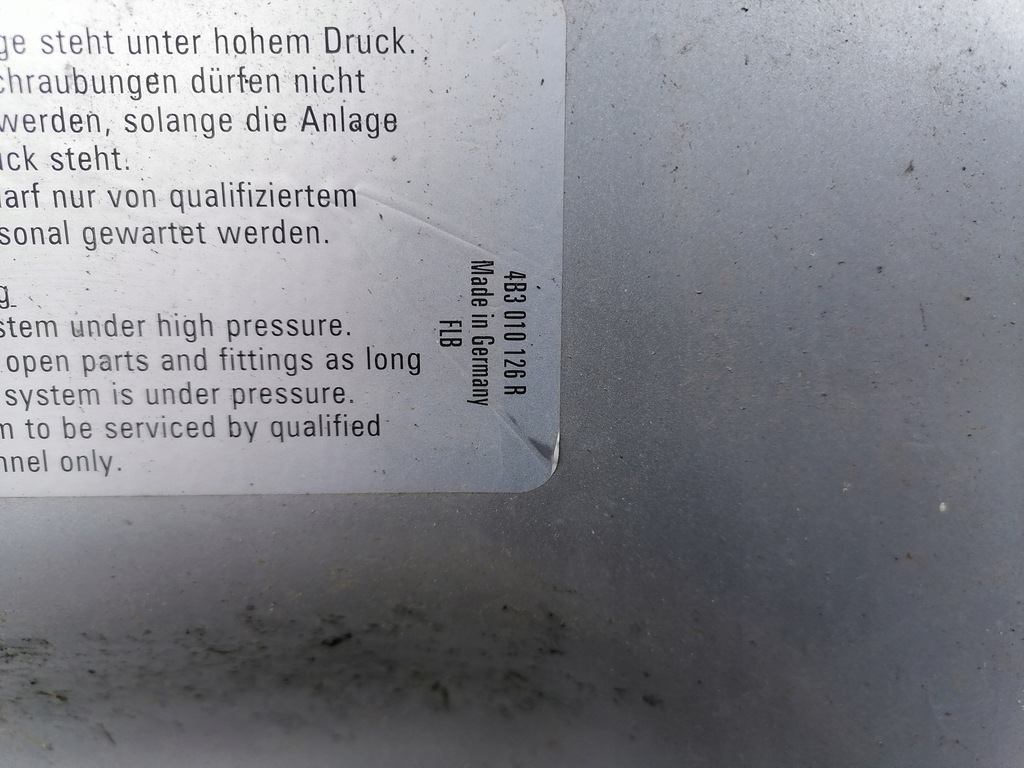 ge steht unter hohem Druck.
chraubungen dürfen nicht
werden, solange die Anlage
uck steht.
arf nur von qualifiziertem
sonal gewartet werden.
g
stem under high pressure.
open parts and fittings as long
system is under pressure.
m to be serviced by qualified
nnel only.
4B3 010 126 R
Made in Germany
FLB